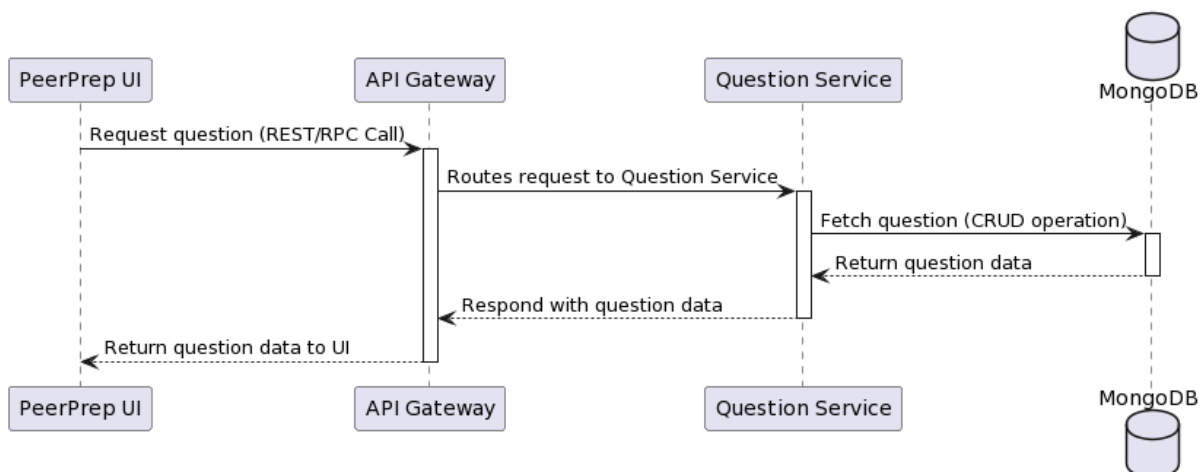 PeerPrep UI
API Gateway
Question Service
MongoDB
Request question (REST/RPC Call)
Routes request to Question Service
Fetch question (CRUD operation)
Return question data
Respond with question data
Return question data to UI
PeerPrep UI
API Gateway
Question Service
MongoDB